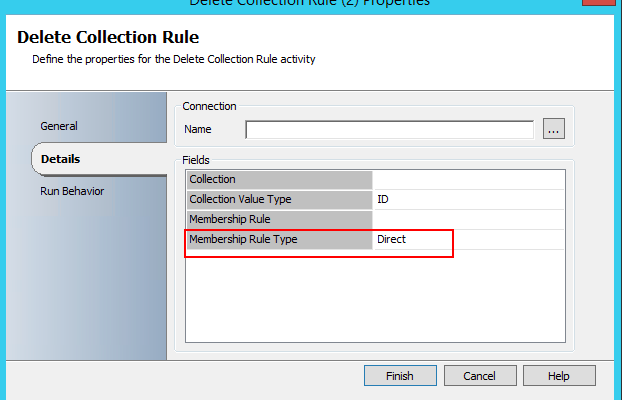 Delete Collection Rule (2) Properties
Delete Collection Rule
Define the properties for the Delete Collection Rule activity
General
Details
Run Behavior
Connection
Name
...
Fields
Collection
Collection Value Type ID
Membership Rule
Membership Rule Type Direct
Finish Cancel Help